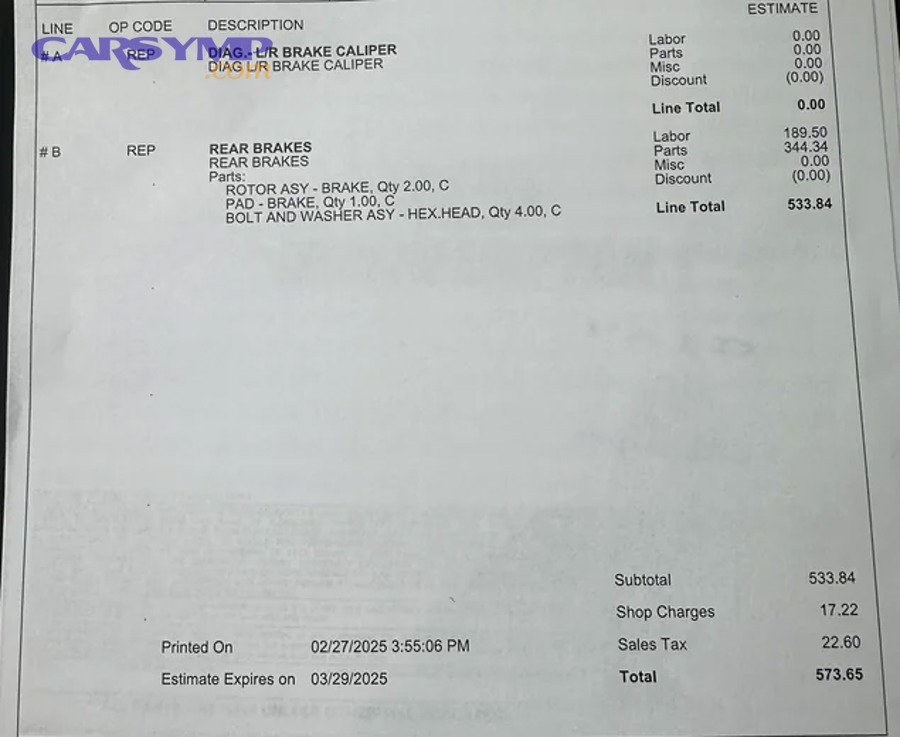 ESTIMATE
LINE OP CODE DESCRIPTION
CARSYMP
.com
# A REP DIAG.- L/R BRAKE CALIPER
DIAG L/R BRAKE CALIPER
Labor 0.00
Parts 0.00
Misc 0.00
Discount (0.00)
Line Total 0.00
# B REP REAR BRAKES
REAR BRAKES
Parts:
ROTOR ASY - BRAKE, Qty 2.00, C
PAD - BRAKE, Qty 1.00, C
BOLT AND WASHER ASY - HEX.HEAD, Qty 4.00, C
Labor 189.50
Parts 344.34
Misc 0.00
Discount (0.00)
Line Total 533.84
Subtotal 533.84
Shop Charges 17.22
Printed On 02/27/2025 3:55:06 PM Sales Tax 22.60
Estimate Expires on 03/29/2025 Total 573.65